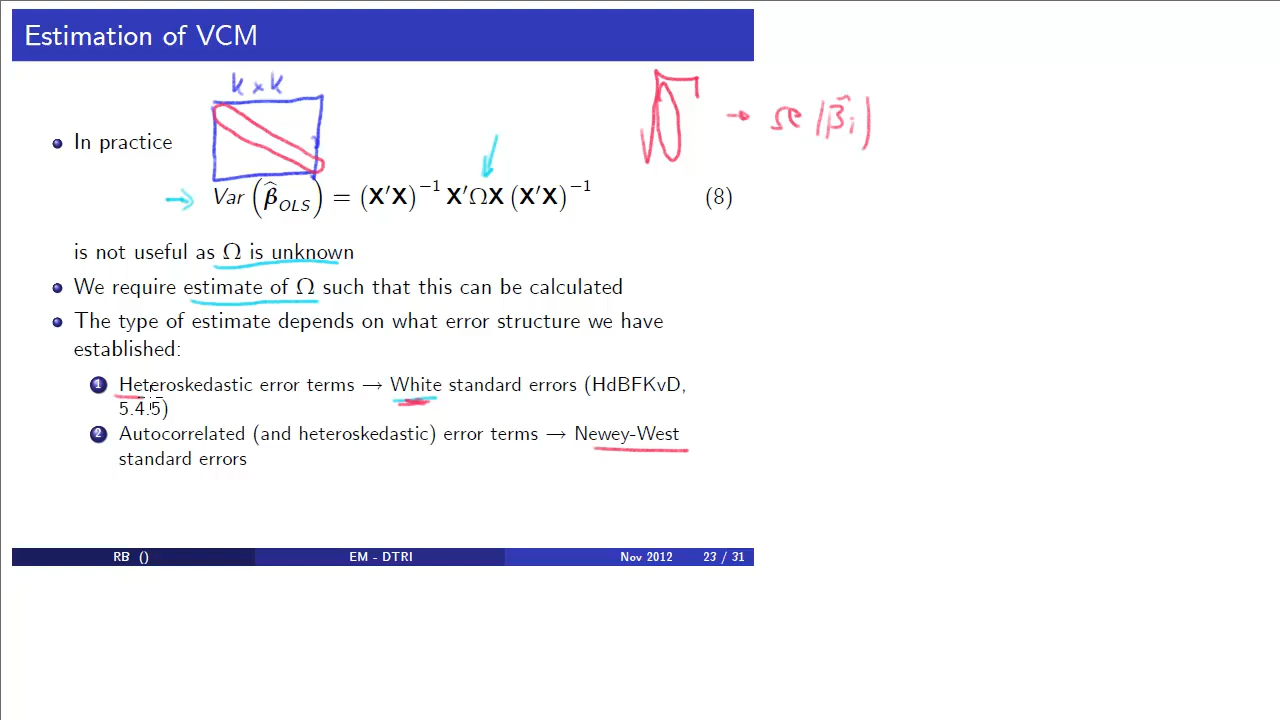 Estimation of VCM
k x k
→ se(β̂i)
• In practice
Var(β̂OLS) = (X′X)⁻¹ X′ΩX (X′X)⁻¹ (8)
is not useful as Ω is unknown
• We require estimate of Ω such that this can be calculated
• The type of estimate depends on what error structure we have
established:
1 Heteroskedastic error terms → White standard errors (HdBFKvD,
5.4.5)
2 Autocorrelated (and heteroskedastic) error terms → Newey-West
standard errors
RB () EM - DTRI Nov 2012 23 / 31